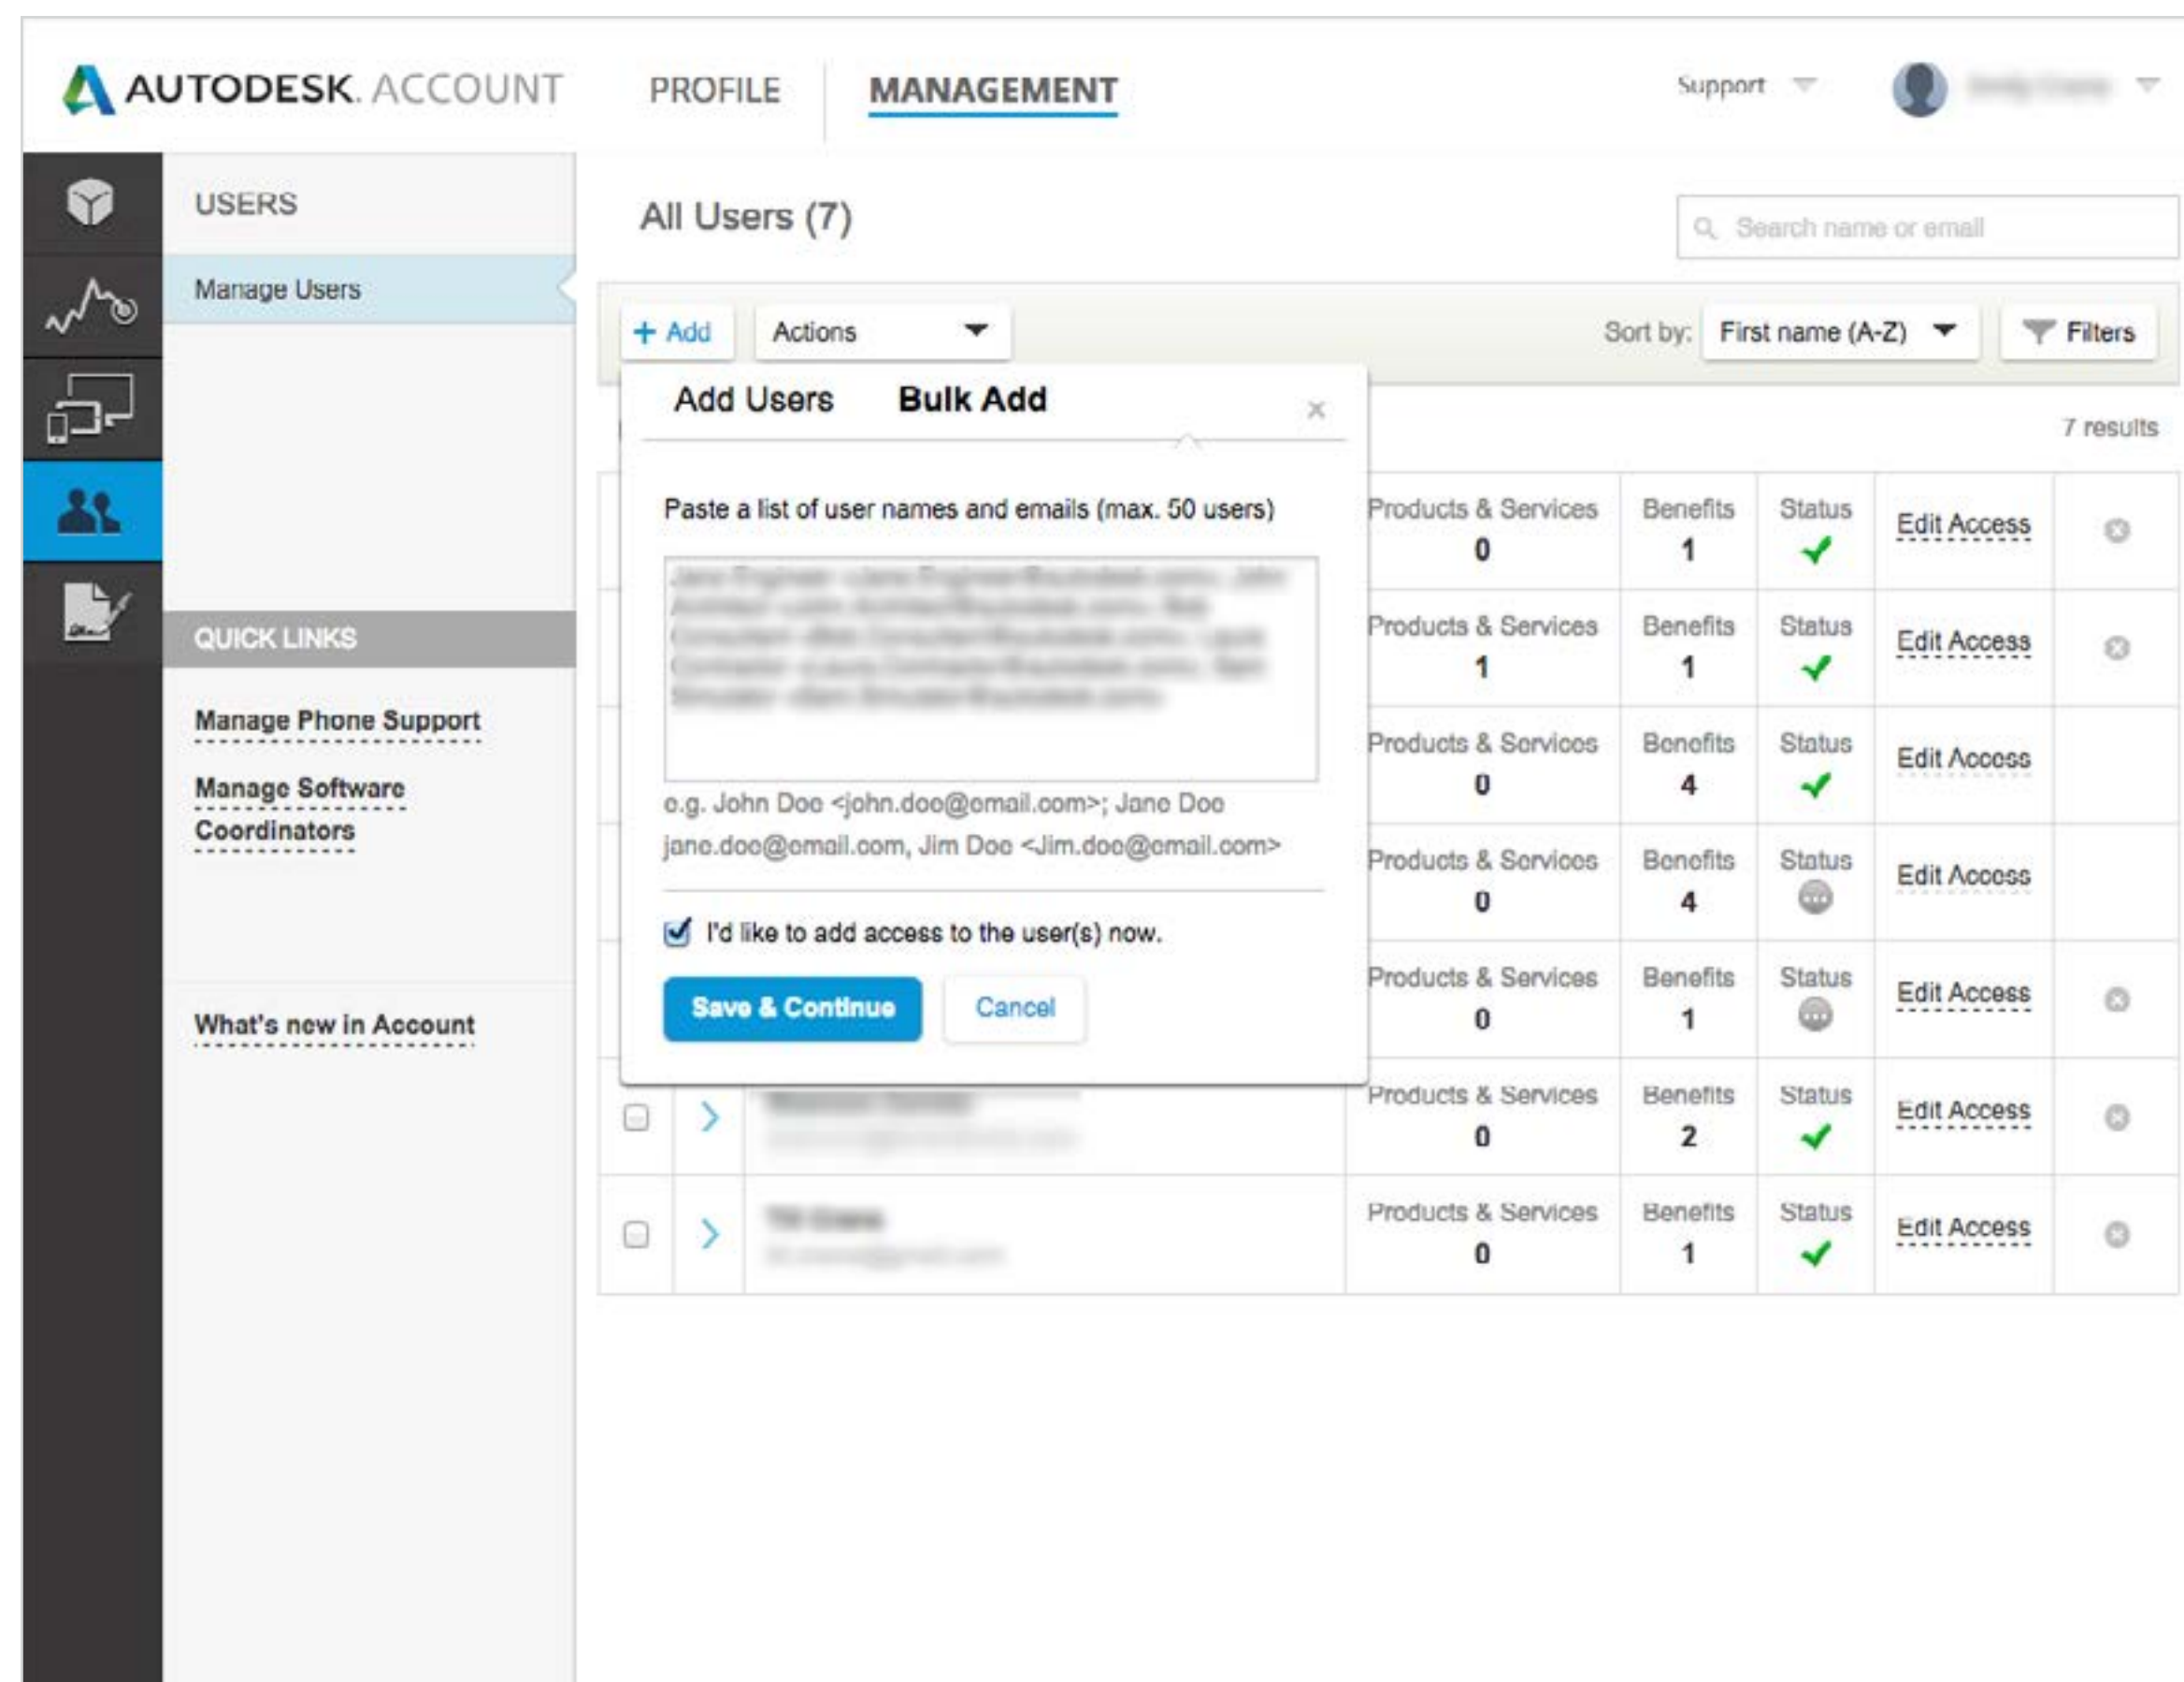 AUTODESK. ACCOUNT
PROFILE
MANAGEMENT
Support
USERS
Manage Users
QUICK LINKS
Manage Phone Support
Manage Software
Coordinators
What's new in Account
All Users (7)
Search name or email
+ Add
Actions
Sort by:
First name (A-Z)
Filters
7 results
Add Users
Bulk Add
Paste a list of user names and emails (max. 50 users)
e.g. John Doe <john.doe@email.com>; Jane Doe
jane.doe@email.com, Jim Doe <Jim.doe@email.com>
I'd like to add access to the user(s) now.
Save & Continue
Cancel
Products & Services Benefits Status Edit Access
0 1
Products & Services Benefits Status Edit Access
1 1
Products & Services Benefits Status Edit Access
0 4
Products & Services Benefits Status Edit Access
0 4
Products & Services Benefits Status Edit Access
0 1
Products & Services Benefits Status Edit Access
0 2
Products & Services Benefits Status Edit Access
0 1